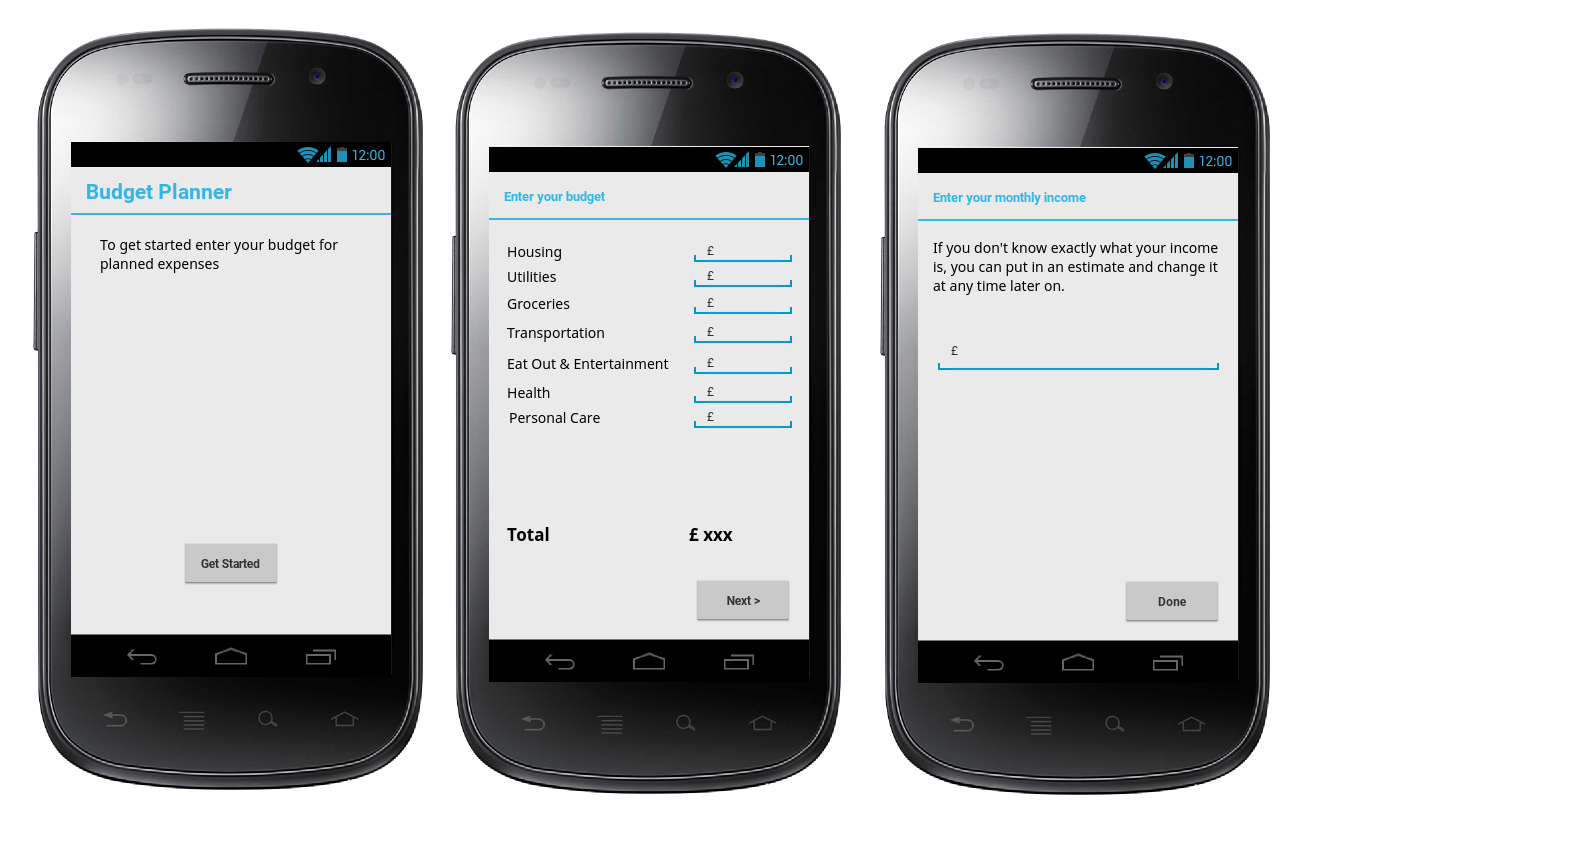 12:00
Budget Planner
To get started enter your budget for
planned expenses
Get Started
12:00
Enter your budget
Housing £
Utilities £
Groceries £
Transportation £
Eat Out & Entertainment £
Health £
Personal Care £
Total £ xxx
Next >
12:00
Enter your monthly income
If you don't know exactly what your income
is, you can put in an estimate and change it
at any time later on.
£
Done